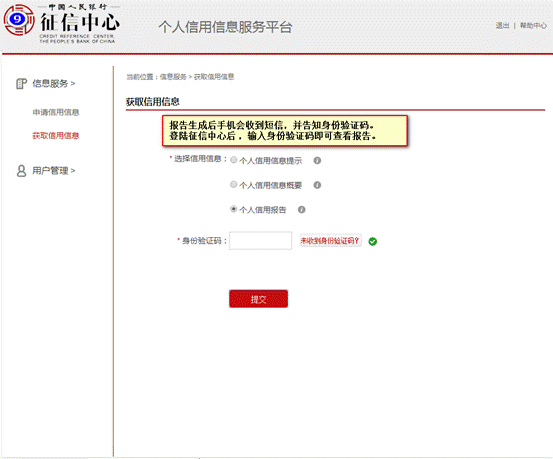 中国人民银行
征信中心
CREDIT REFERENCE CENTER,
THE PEOPLE'S BANK OF CHINA
个人信用信息服务平台
退出 | 帮助中心
信息服务 >
申请信用信息
获取信用信息
用户管理 >
当前位置：信息服务 > 获取信用信息
获取信用信息
报告生成后手机会收到短信，并告知身份验证码。
登陆征信中心后，输入身份验证码即可查看报告。
* 选择信用信息：
个人信用信息提示
个人信用信息概要
个人信用报告
* 身份验证码：
未收到身份验证码？
提交